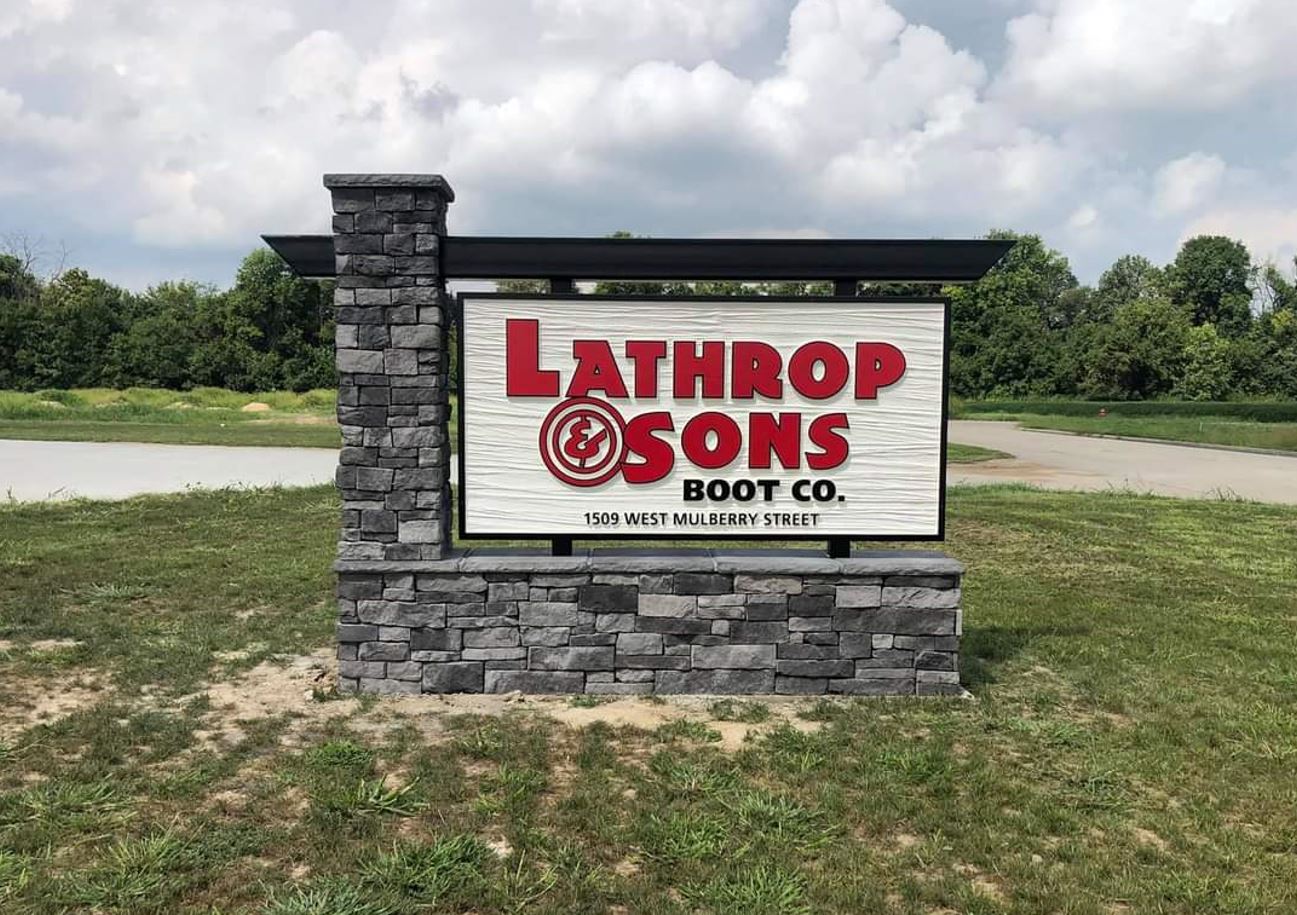 LATHROP
& SONS
BOOT CO.
1509 WEST MULBERRY STREET